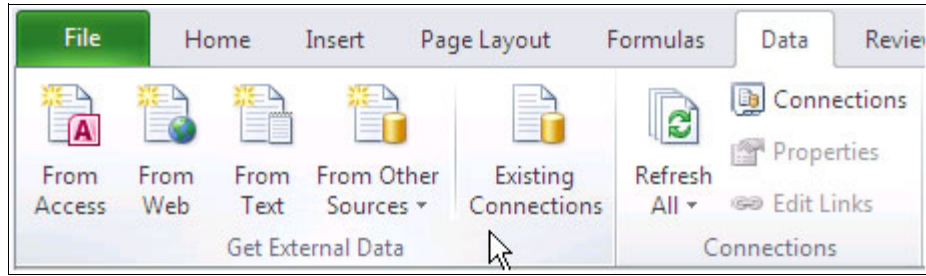 File Home Insert Page Layout Formulas Data Review
From Access From Web From Text From Other Sources Existing Connections Refresh All Connections
Properties
Edit Links
Get External Data Connections